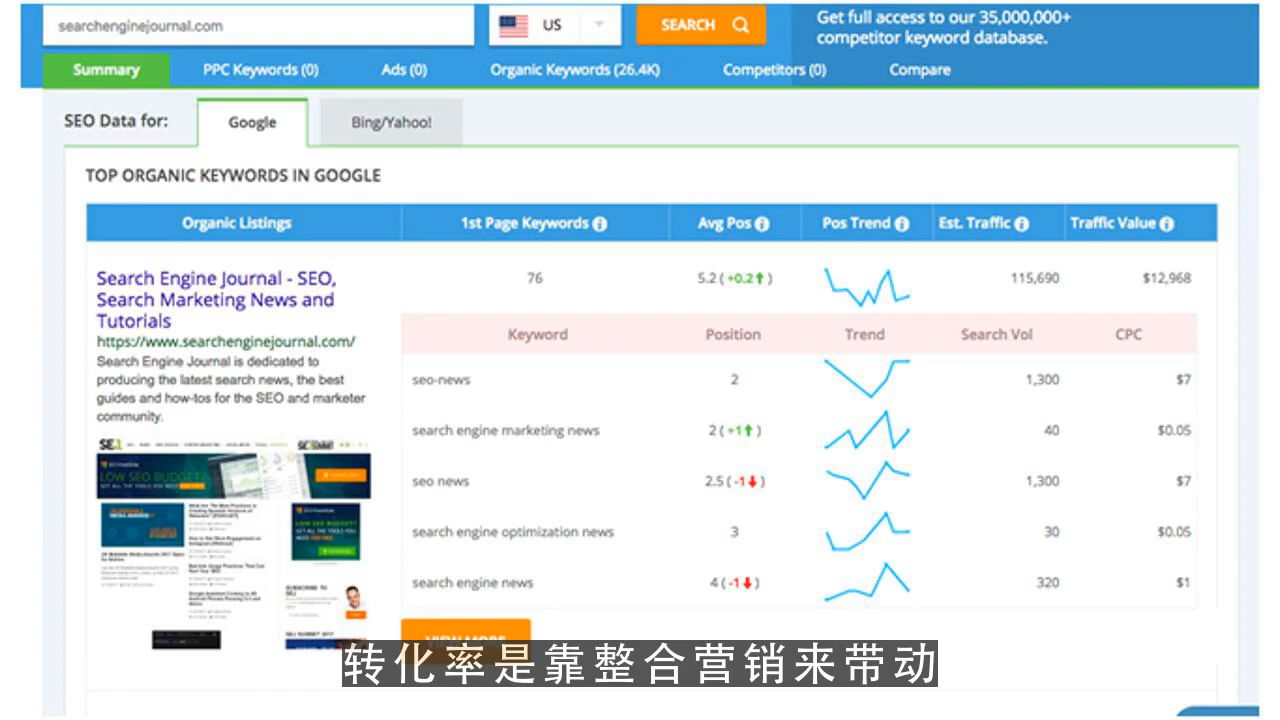 searchenginejournal.com
US
SEARCH
Get full access to our 35,000,000+
competitor keyword database.
Summary
PPC Keywords (0)
Ads (0)
Organic Keywords (26.4K)
Competitors (0)
Compare
SEO Data for:
Google
Bing/Yahoo!
TOP ORGANIC KEYWORDS IN GOOGLE
Organic Listings
1st Page Keywords
Avg Pos
Pos Trend
Est. Traffic
Traffic Value
Search Engine Journal - SEO,
Search Marketing News and
Tutorials
https://www.searchenginejournal.com/
Search Engine Journal is dedicated to
producing the latest search news, the best
guides and how-tos for the SEO and marketer
community.
76
5.2 ( +0.2 )
115,690
$12,968
Keyword
Position
Trend
Search Vol
CPC
seo-news
2
1,300
$7
search engine marketing news
2 ( +1 )
40
$0.05
seo news
2.5 ( -1 )
1,300
$7
search engine optimization news
3
30
$0.05
search engine news
4 ( -1 )
320
$1
LOW SEO BUDGET?
VIEW MORE
转化率是靠整合营销来带动